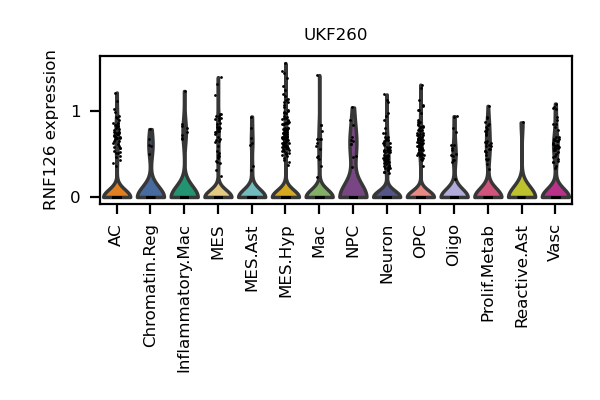 UKF260
RNF126 expression
1
0
AC
Chromatin.Reg
Inflammatory.Mac
MES
MES.Ast
MES.Hyp
Mac
NPC
Neuron
OPC
Oligo
Prolif.Metab
Reactive.Ast
Vasc